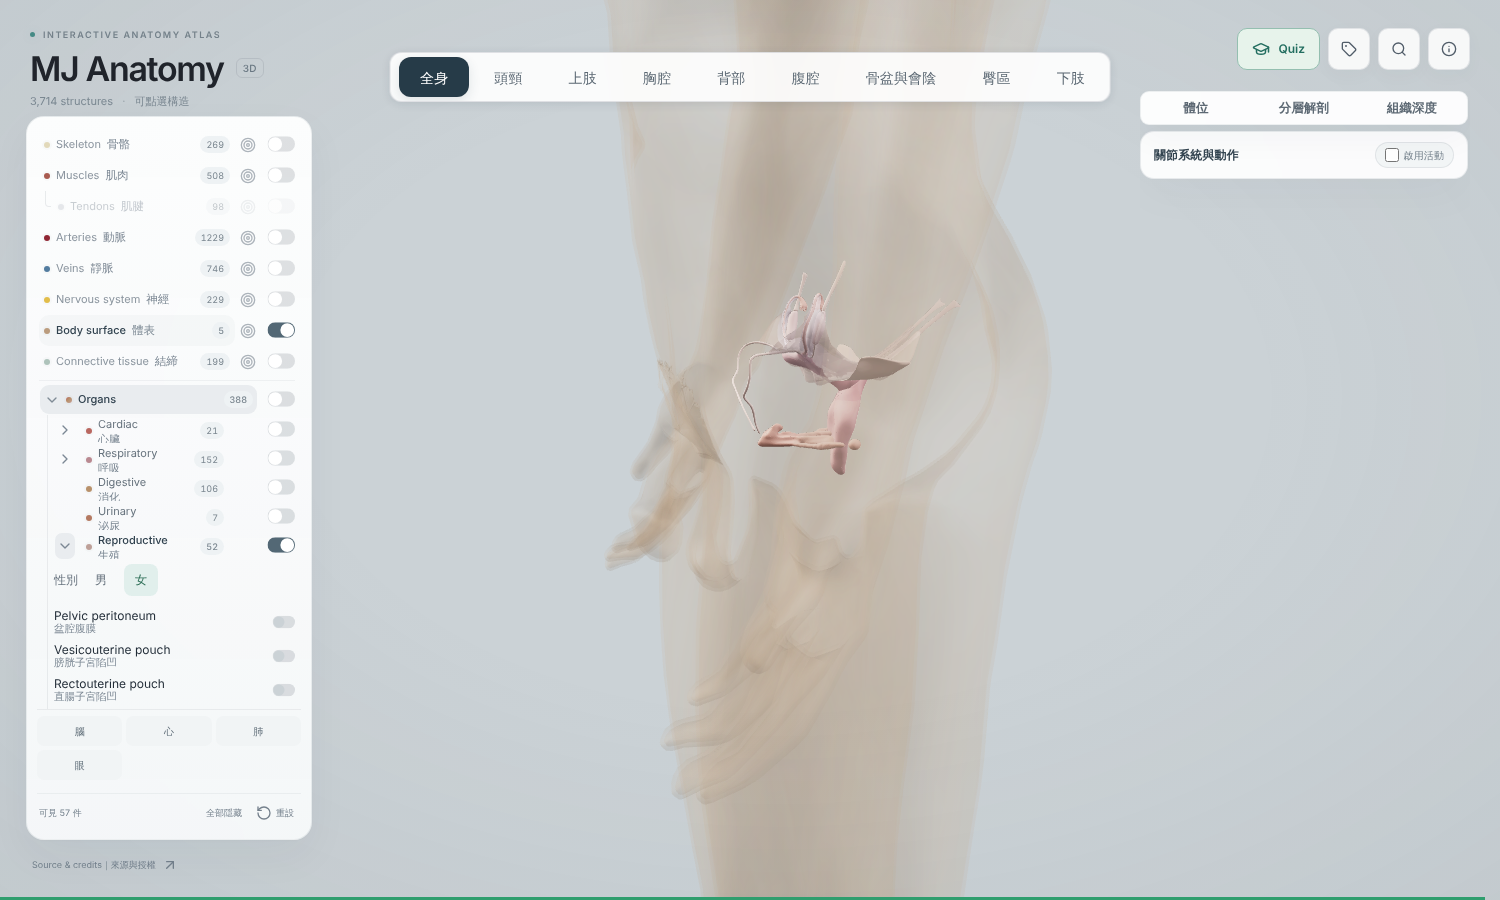 INTERACTIVE ANATOMY ATLAS
MJ Anatomy 3D
3,714 structures · 可點選構造
Skeleton 骨骼 269
Muscles 肌肉 508
Tendons 肌腱 98
Arteries 動脈 1229
Veins 靜脈 746
Nervous system 神經 229
Body surface 體表 5
Connective tissue 結締 199
Organs 388
Cardiac 21
心臟
Respiratory 152
呼吸
Digestive 106
消化
Urinary 7
泌尿
Reproductive 52
生殖
性別 男 女
Pelvic peritoneum
盆腔腹膜
Vesicouterine pouch
膀胱子宮陷凹
Rectouterine pouch
直腸子宮陷凹
腦 心 肺
眼
可見 57 件 全部隱藏 重設
Source & credits | 來源與授權
全身 頭頸 上肢 胸腔 背部 腹腔 骨盆與會陰 臀區 下肢
Quiz
體位 分層解剖 組織深度
關節系統與動作 啟用活動